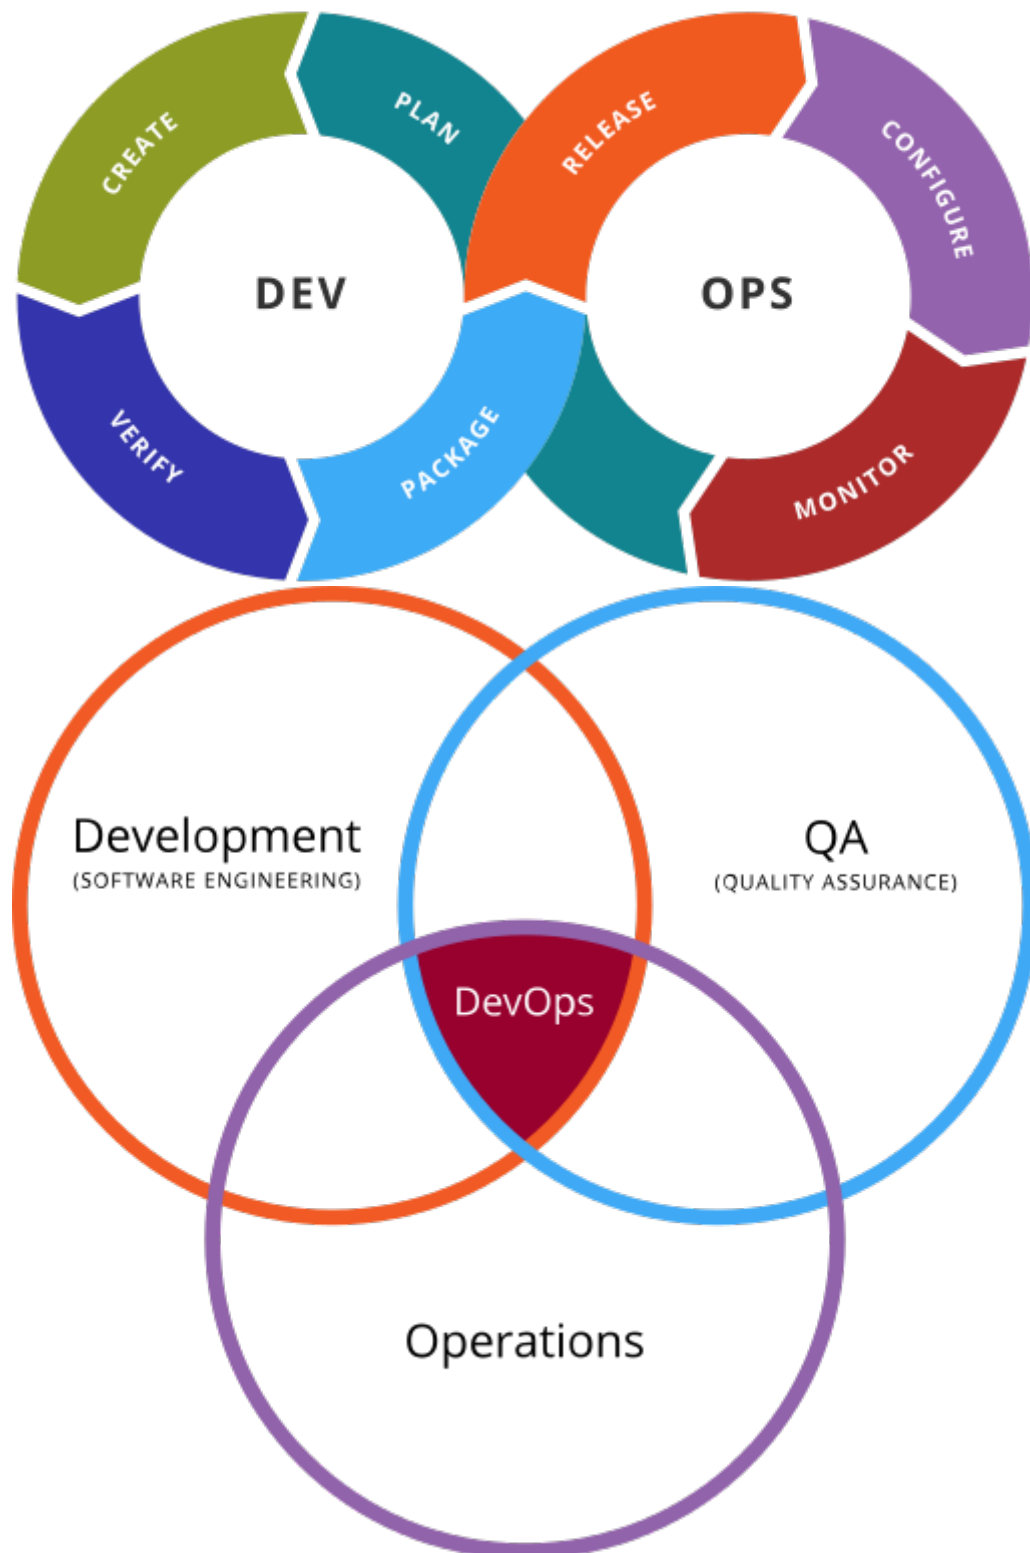 PLAN
CREATE
RELEASE
CONFIGURE
DEV
OPS
VERIFY
PACKAGE
MONITOR
Development
(SOFTWARE ENGINEERING)
QA
(QUALITY ASSURANCE)
DevOps
Operations